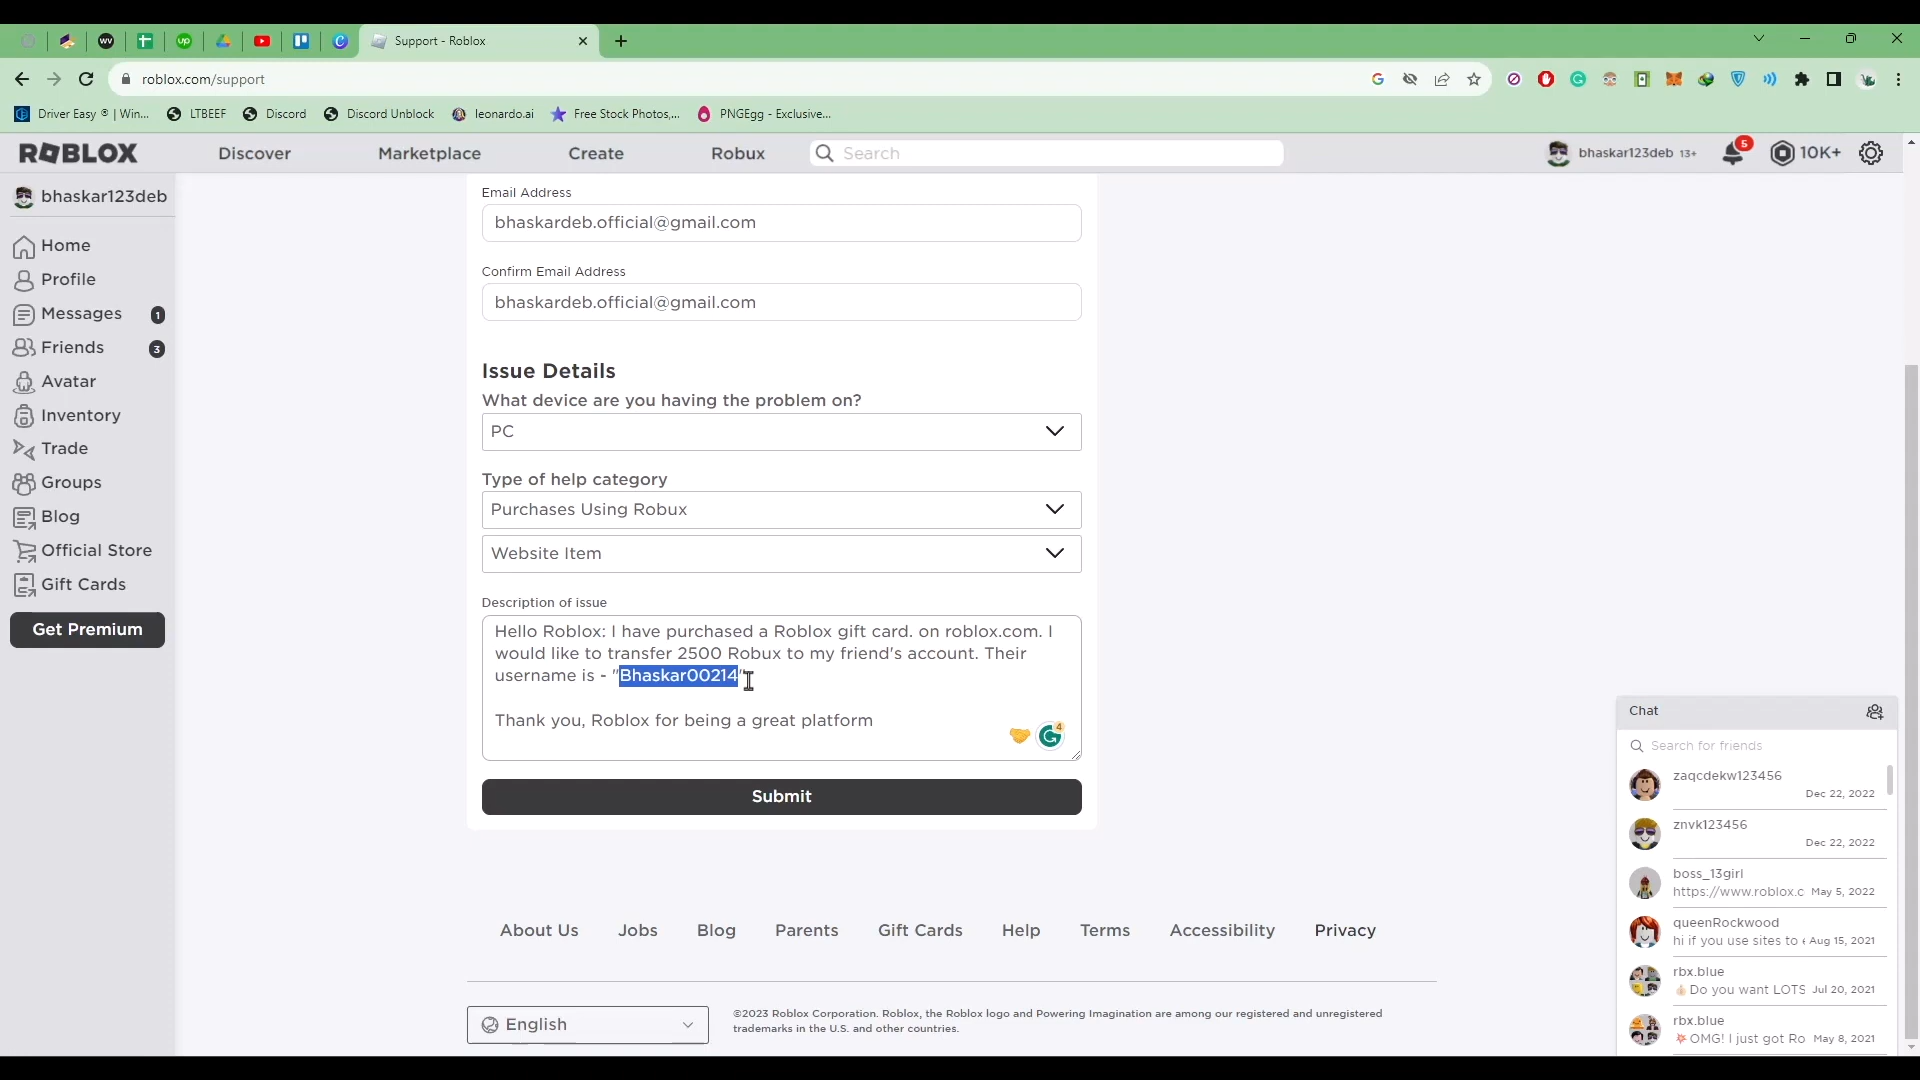 Support - Roblox
roblox.com/support
Driver Easy ® | Win...
LTBEEF
Discord
Discord Unblock
leonardo.ai
Free Stock Photos,...
PNGEgg - Exclusive...
ROBLOX
Discover
Marketplace
Create
Robux
Search
bhaskar123deb 13+
5
10K+
bhaskar123deb
Home
Profile
Messages 1
Friends 3
Avatar
Inventory
Trade
Groups
Blog
Official Store
Gift Cards
Get Premium
Email Address
bhaskardeb.official@gmail.com
Confirm Email Address
bhaskardeb.official@gmail.com
Issue Details
What device are you having the problem on?
PC
Type of help category
Purchases Using Robux
Website Item
Description of issue
Hello Roblox: I have purchased a Roblox gift card. on roblox.com. I
would like to transfer 2500 Robux to my friend's account. Their
username is - "Bhaskar00214"
Thank you, Roblox for being a great platform
4
Submit
About Us
Jobs
Blog
Parents
Gift Cards
Help
Terms
Accessibility
Privacy
English
©2023 Roblox Corporation. Roblox, the Roblox logo and Powering Imagination are among our registered and unregistered
trademarks in the U.S. and other countries.
Chat
Search for friends
zaqcdekw123456
Dec 22, 2022
znvk123456
Dec 22, 2022
boss_13girl
https://www.roblox.c May 5, 2022
queenRockwood
hi if you use sites to e Aug 15, 2021
rbx.blue
👍🏻Do you want LOTS Jul 20, 2021
rbx.blue
💥OMG! I just got Ro May 8, 2021